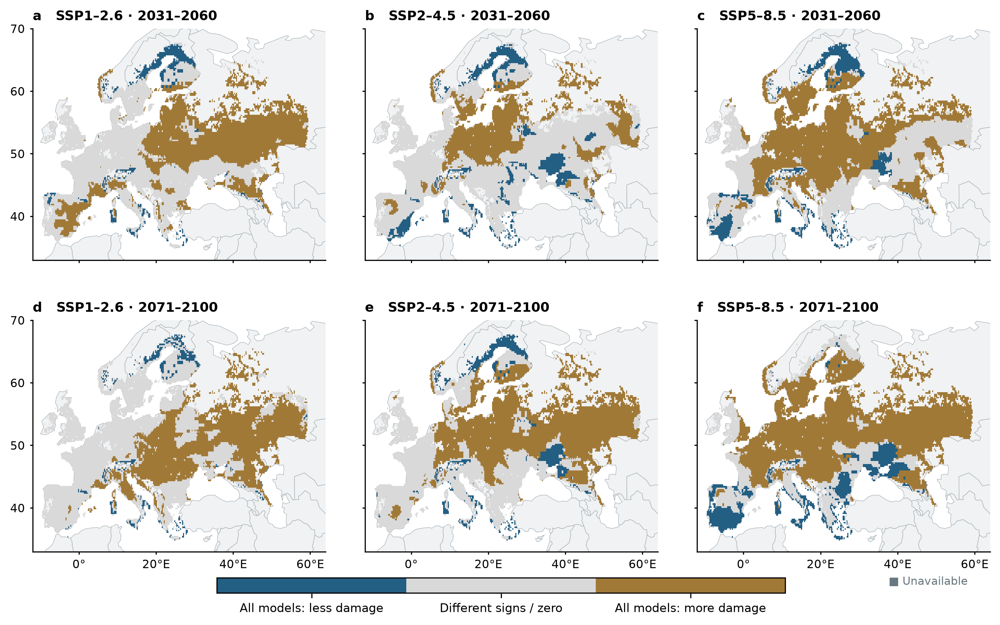 a SSP1–2.6 · 2031–2060
b SSP2–4.5 · 2031–2060
c SSP5–8.5 · 2031–2060
70
60
50
40
d SSP1–2.6 · 2071–2100
e SSP2–4.5 · 2071–2100
f SSP5–8.5 · 2071–2100
70
60
50
40
0° 20°E 40°E 60°E
0° 20°E 40°E 60°E
0° 20°E 40°E 60°E
Unavailable
All models: less damage
Different signs / zero
All models: more damage